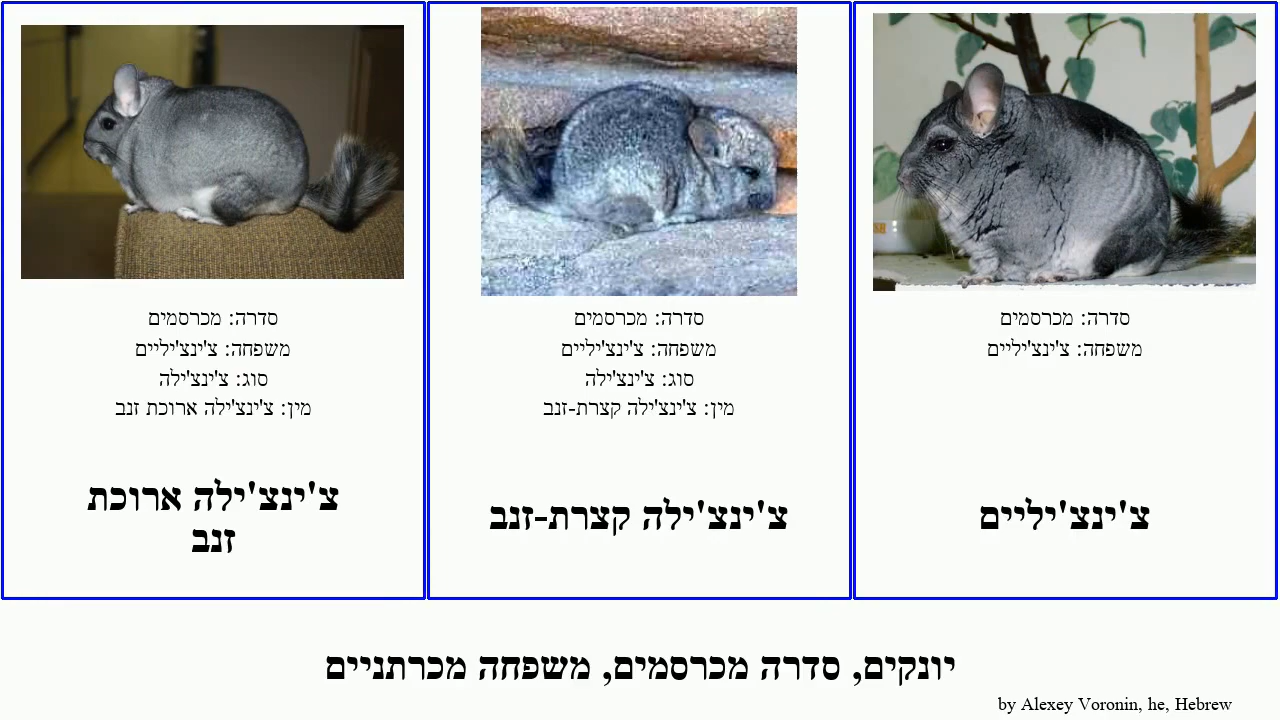 סדרה: מכרסמים
משפחה: צ'ינצ'יליים
סוג: צ'ינצ'ילה
מין: צ'ינצ'ילה ארוכת זנב
צ'ינצ'ילה ארוכת
זנב
סדרה: מכרסמים
משפחה: צ'ינצ'יליים
סוג: צ'ינצ'ילה
מין: צ'ינצ'ילה קצרת-זנב
צ'ינצ'ילה קצרת-זנב
סדרה: מכרסמים
משפחה: צ'ינצ'יליים
צ'ינצ'יליים
יונקים, סדרה מכרסמים, משפחה מכרתניים
by Alexey Voronin, he, Hebrew